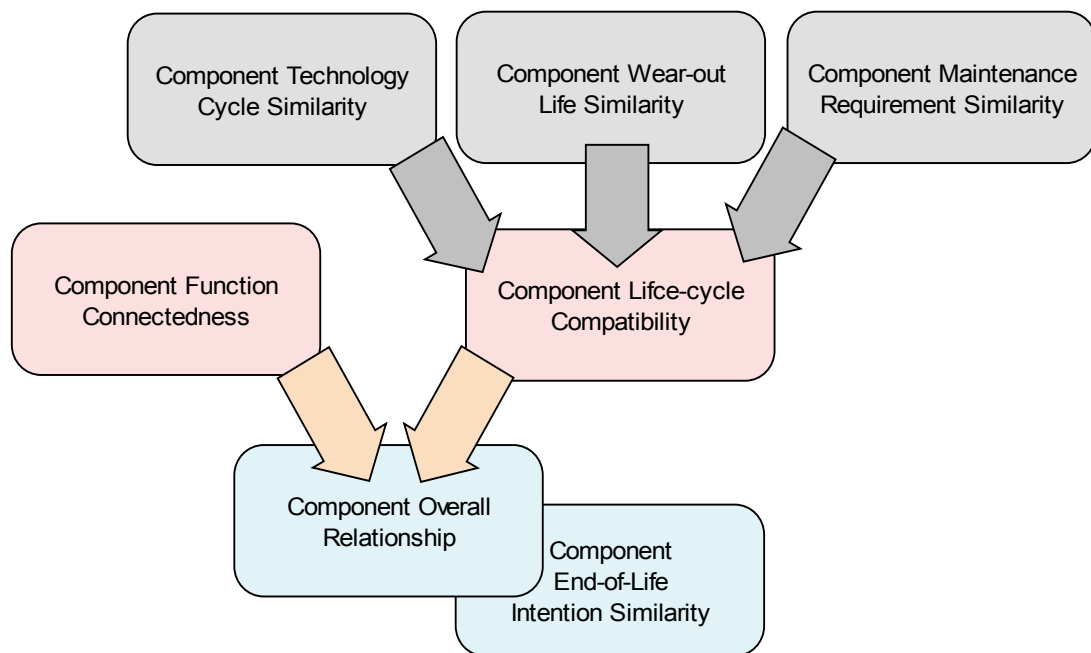 Component Technology
Cycle Similarity
Component Wear-out
Life Similarity
Component Maintenance
Requirement Similarity
Component Function
Connectedness
Component Lifce-cycle
Compatibility
Component Overall
Relationship
Component
End-of-Life
Intention Similarity